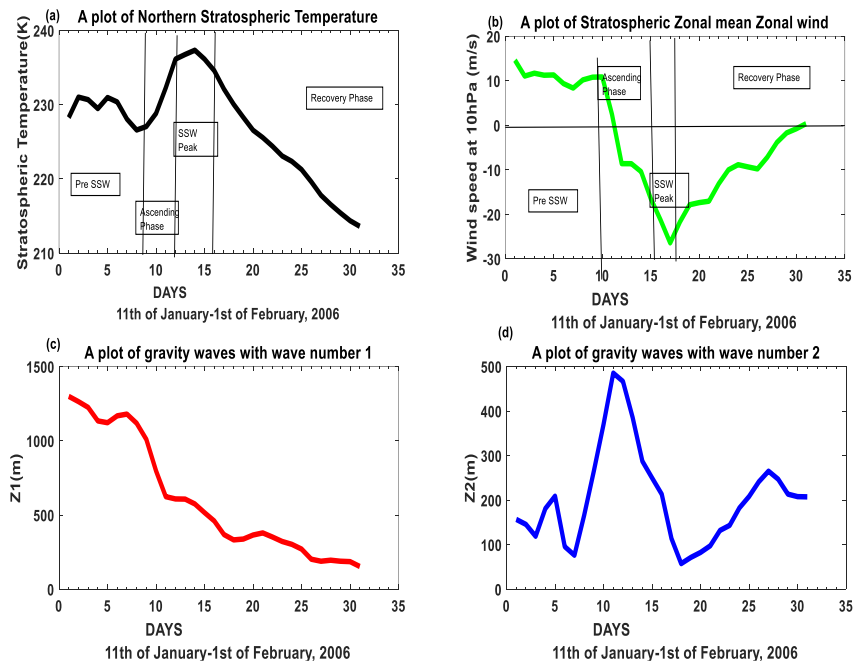 (a)
A plot of Northern Stratospheric Temperature
Stratospheric Temperature(K)
240
230
220
210
Pre SSW
Ascending
Phase
SSW
Peak
Recovery Phase
0 5 10 15 20 25 30 35
DAYS
11th of January-1st of February, 2006
(b)
A plot of Stratospheric Zonal mean Zonal wind
Wind speed at 10hPa (m/s)
20
10
0
-10
-20
-30
Pre SSW
Ascending
Phase
SSW
Peak
Recovery Phase
0 5 10 15 20 25 30 35
DAYS
11th of January-1st of February, 2006
(c)
A plot of gravity waves with wave number 1
Z1(m)
1500
1000
500
0
0 5 10 15 20 25 30 35
DAYS
11th of January-1st of February, 2006
(d)
A plot of gravity waves with wave number 2
Z2(m)
500
400
300
200
100
0
0 5 10 15 20 25 30 35
DAYS
11th of January-1st of February, 2006